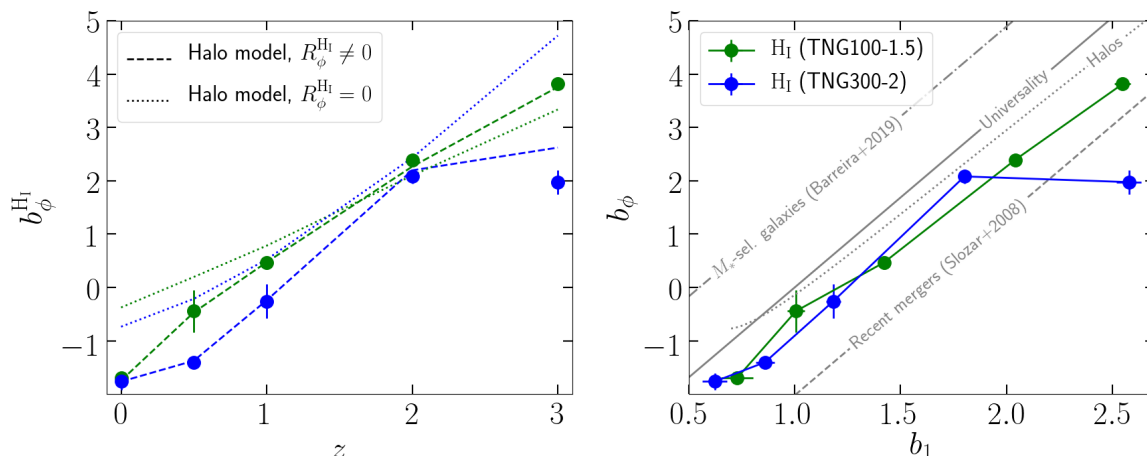 Halo model, R_ϕ^{H_I} ≠ 0
Halo model, R_ϕ^{H_I} = 0
5
4
3
2
1
0
−1
b_ϕ^{H_I}
0
1
2
3
z
H_I (TNG100-1.5)
H_I (TNG300-2)
M_*-sel. galaxies (Barreira+2019)
Universality
Halos
Recent mergers (Slozar+2008)
5
4
3
2
1
0
−1
b_ϕ
0.5
1.0
1.5
2.0
2.5
b_1